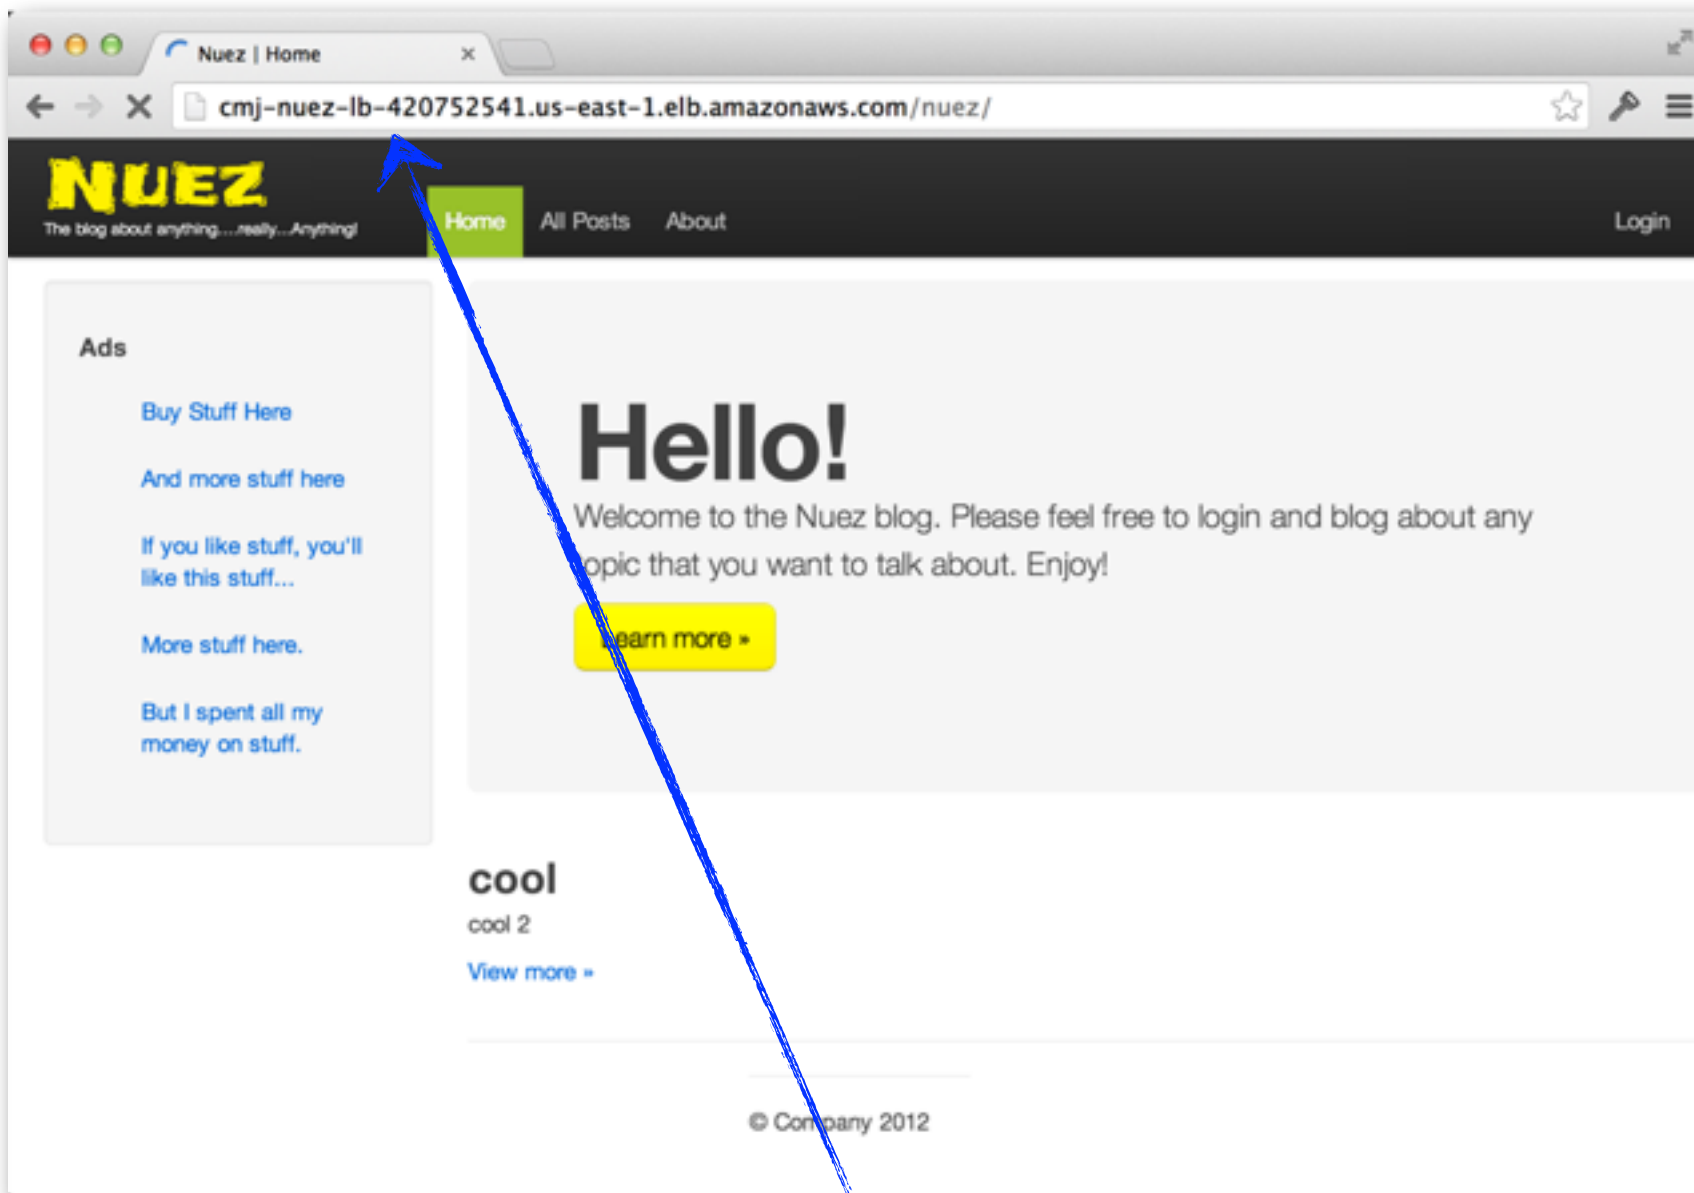 Nuez | Home
cmj-nuez-lb-420752541.us-east-1.elb.amazonaws.com/nuez/
NUEZ
The blog about anything....really...Anything!
Home
All Posts
About
Login
Ads
Buy Stuff Here
And more stuff here
If you like stuff, you'll
like this stuff...
More stuff here.
But I spent all my
money on stuff.
Hello!
Welcome to the Nuez blog. Please feel free to login and blog about any
topic that you want to talk about. Enjoy!
Learn more »
cool
cool 2
View more »
© Company 2012